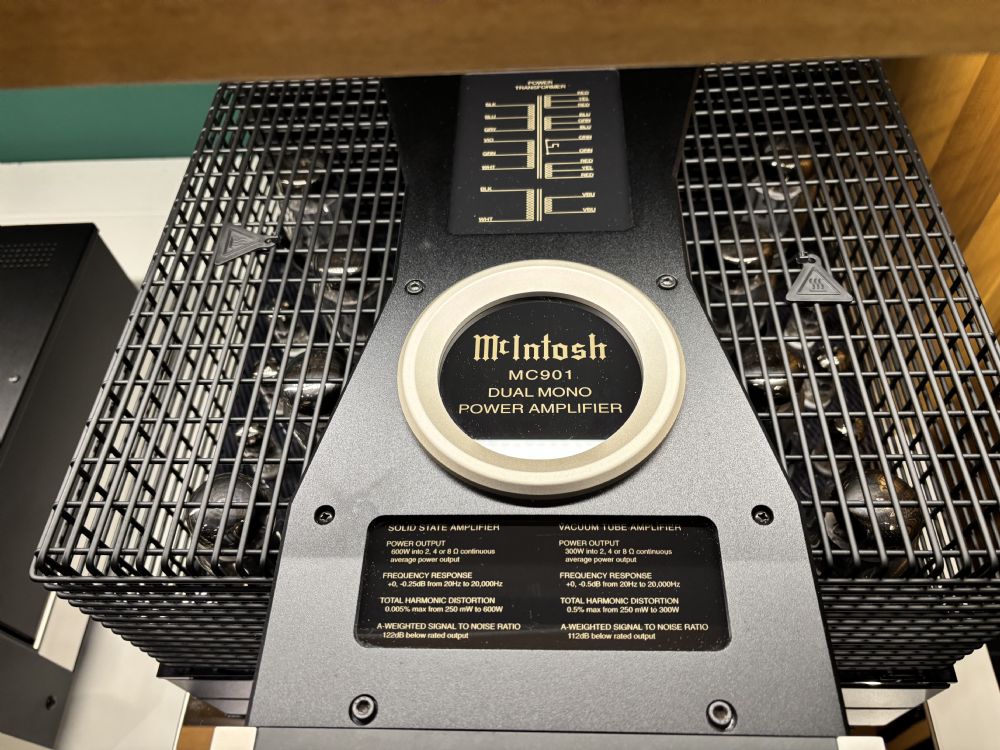 POWER
TRANSFORMER
BLK
BLU
GRY
VIO
GRN
WHT
BLK
WHT
RED
YEL
RED
BLU
GRN
BLU
GRN
GRN
RED
YEL
RED
VBU
VBU
McIntosh
MC901
DUAL MONO
POWER AMPLIFIER
SOLID STATE AMPLIFIER
POWER OUTPUT
600W into 2, 4 or 8 Ω continuous
average power output
FREQUENCY RESPONSE
+0, -0.25dB from 20Hz to 20,000Hz
TOTAL HARMONIC DISTORTION
0.005% max from 250 mW to 600W
A-WEIGHTED SIGNAL TO NOISE RATIO
122dB below rated output
VACUUM TUBE AMPLIFIER
POWER OUTPUT
300W into 2, 4 or 8 Ω continuous
average power output
FREQUENCY RESPONSE
+0, -0.5dB from 20Hz to 20,000Hz
TOTAL HARMONIC DISTORTION
0.5% max from 250 mW to 300W
A-WEIGHTED SIGNAL TO NOISE RATIO
112dB below rated output